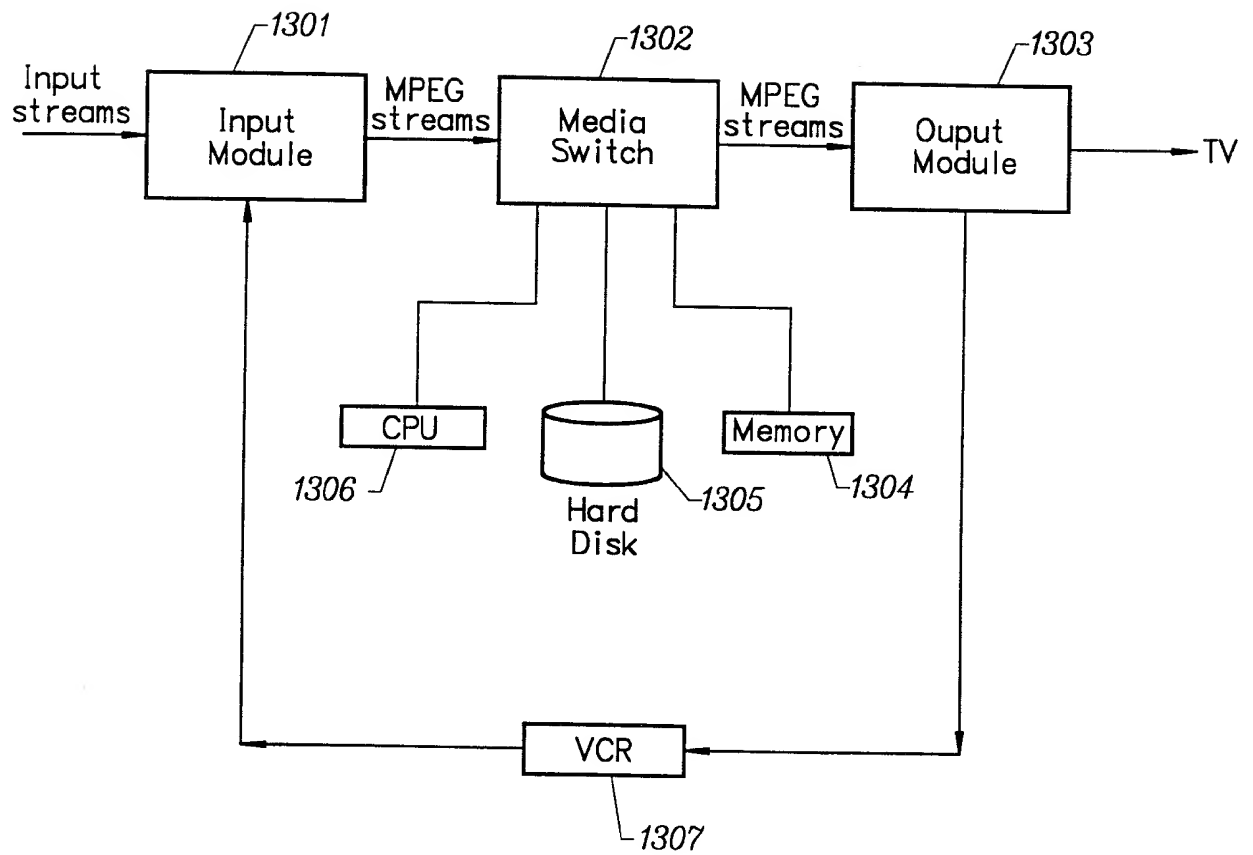 1301
1302
1303
Input
streams
Input
Module
MPEG
streams
Media
Switch
MPEG
streams
Ouput
Module
TV
CPU
Memory
1306
1305
1304
Hard
Disk
VCR
1307